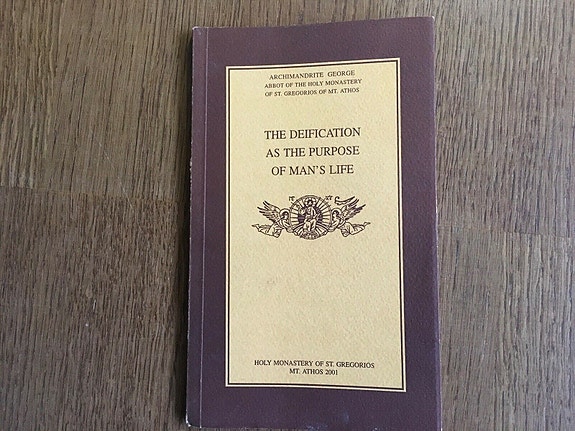 ARCHIMANDRITE GEORGE
ABBOT OF THE HOLY MONASTERY
OF ST. GREGORIOS OF MT. ATHOS
THE DEIFICATION
AS THE PURPOSE
OF MAN'S LIFE
HOLY MONASTERY OF ST. GREGORIOS
MT. ATHOS 2001